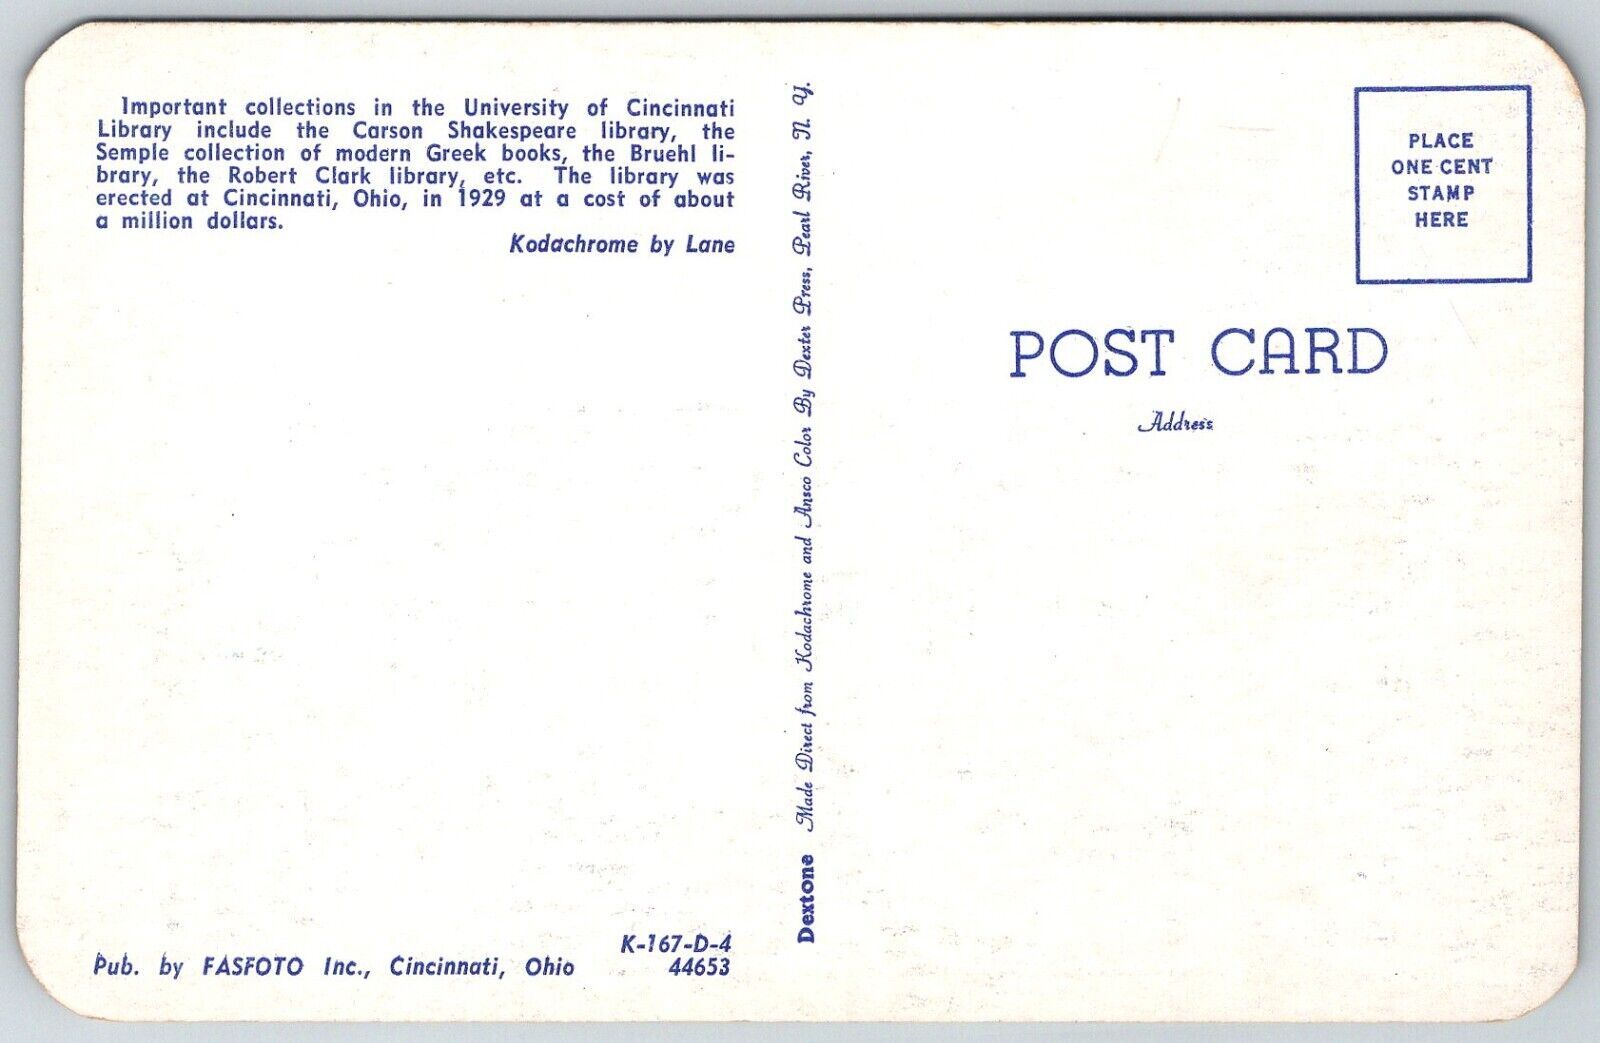 Important collections in the University of Cincinnati
Library include the Carson Shakespeare library, the
Semple collection of modern Greek books, the Bruehl li-
brary, the Robert Clark library, etc. The library was
erected at Cincinnati, Ohio, in 1929 at a cost of about
a million dollars.
Kodachrome by Lane
K-167-D-4
Pub. by FASFOTO Inc., Cincinnati, Ohio 44653
Dextone Made Direct from Kodachrome and Ansco Color By Dexter Press, Pearl River, N. Y.
PLACE
ONE CENT
STAMP
HERE
POST CARD
Address